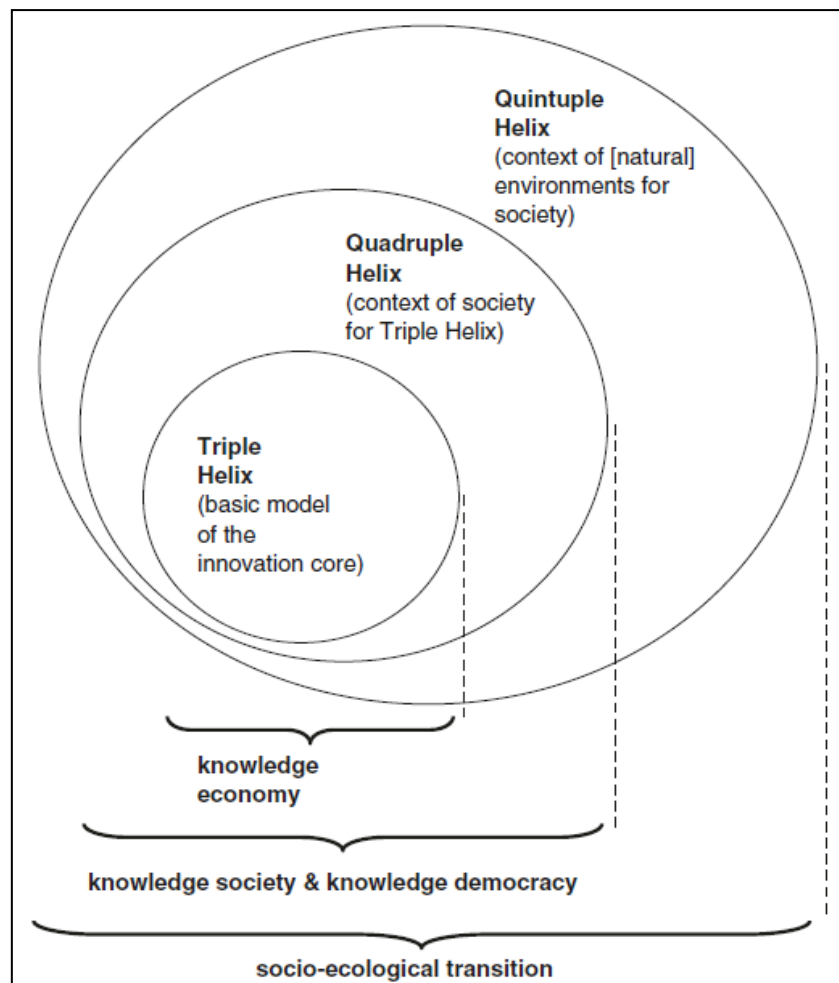 Quintuple
Helix
(context of [natural]
environments for
society)
Quadruple
Helix
(context of society
for Triple Helix)
Triple
Helix
(basic model
of the
innovation core)
knowledge
economy
knowledge society & knowledge democracy
socio-ecological transition